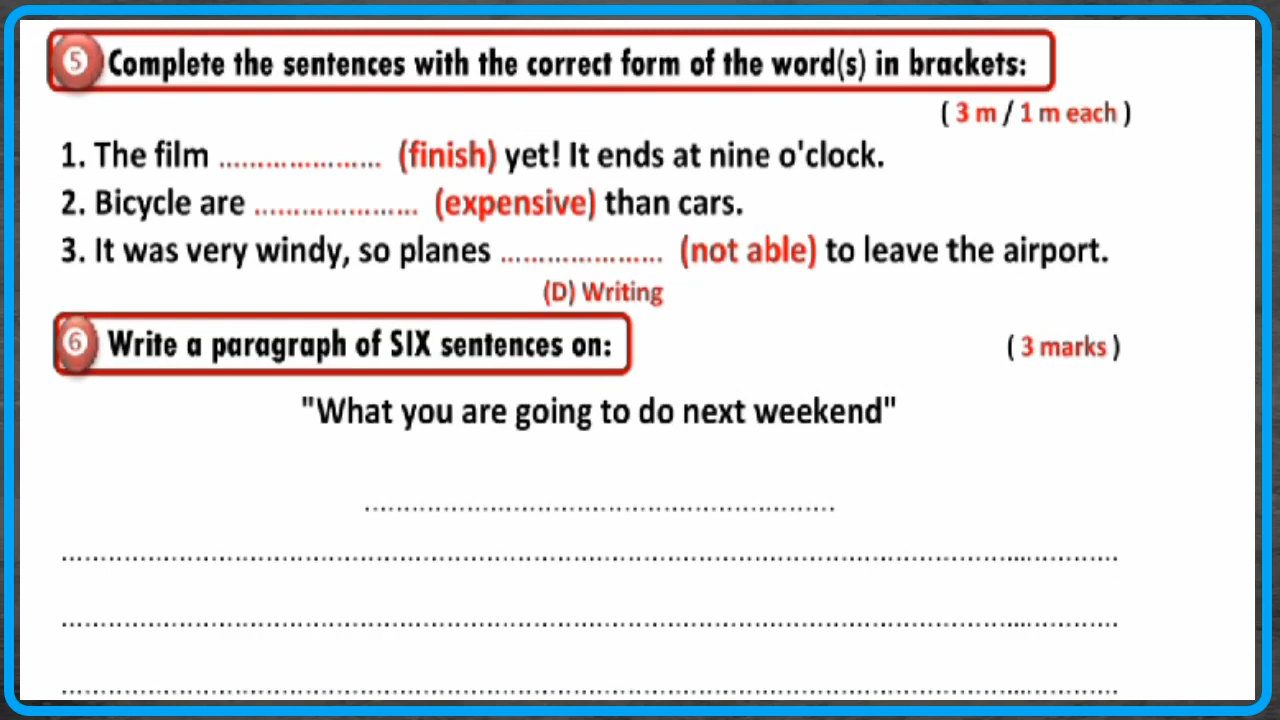 5 Complete the sentences with the correct form of the word(s) in brackets:
( 3 m / 1 m each )
1. The film ..................... (finish) yet! It ends at nine o'clock.
2. Bicycle are ..................... (expensive) than cars.
3. It was very windy, so planes ..................... (not able) to leave the airport.
(D) Writing
6 Write a paragraph of SIX sentences on:
( 3 marks )
"What you are going to do next weekend"